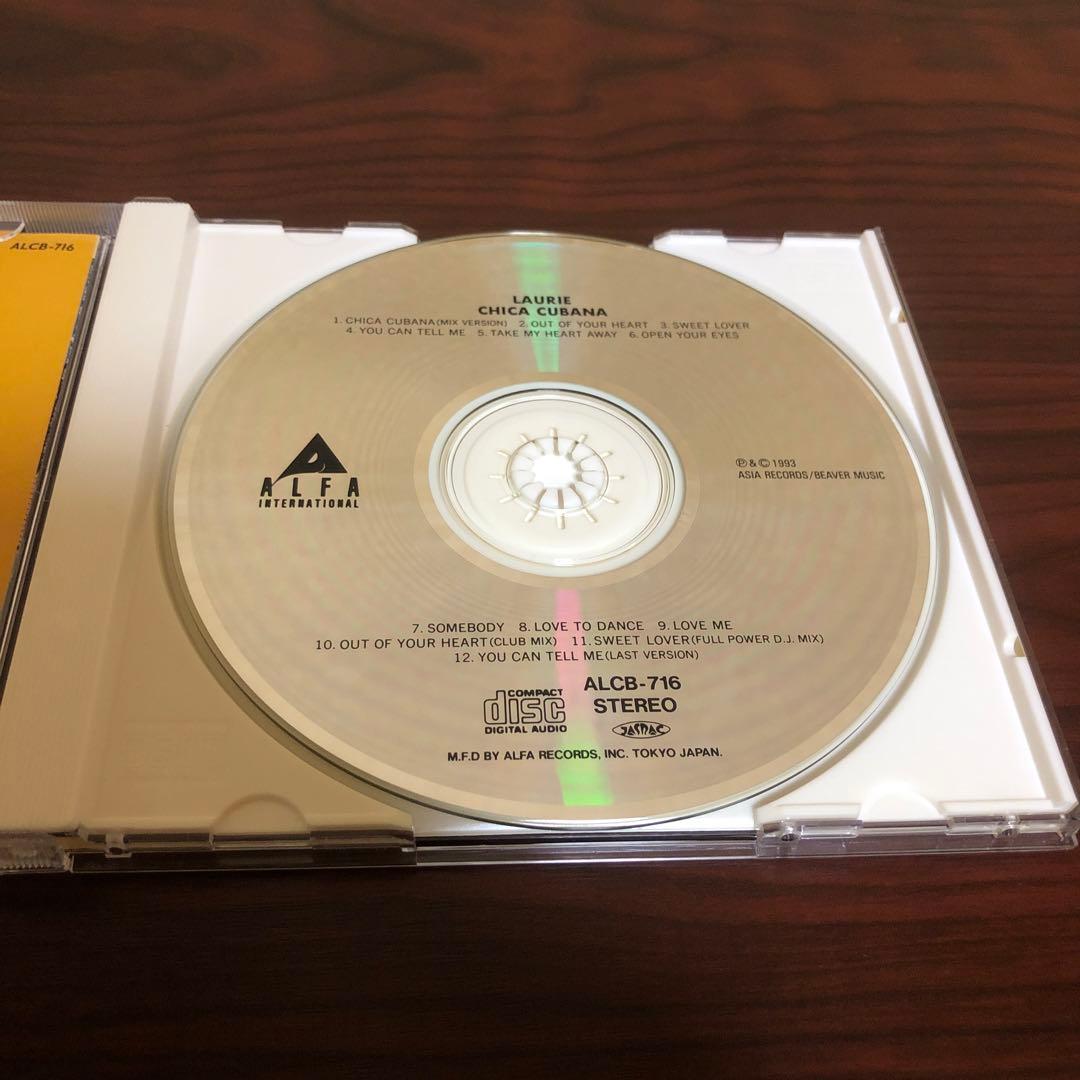 ALCB-716
LAURIE
CHICA CUBANA
1. CHICA CUBANA(MIX VERSION) 2. OUT OF YOUR HEART 3. SWEET LOVER
4. YOU CAN TELL ME 5. TAKE MY HEART AWAY 6. OPEN YOUR EYES
ALFA
INTERNATIONAL
℗ & © 1993
ASIA RECORDS/BEAVER MUSIC
7. SOMEBODY 8. LOVE TO DANCE 9. LOVE ME
10. OUT OF YOUR HEART(CLUB MIX) 11. SWEET LOVER(FULL POWER D.J. MIX)
12. YOU CAN TELL ME(LAST VERSION)
COMPACT
disc
DIGITAL AUDIO
ALCB-716
STEREO
JASRAC
M.F.D BY ALFA RECORDS, INC. TOKYO JAPAN.